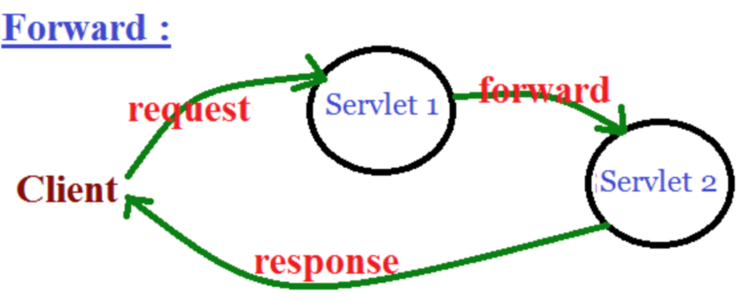 Forward :
request
Servlet 1
forward
Client
Servlet 2
response